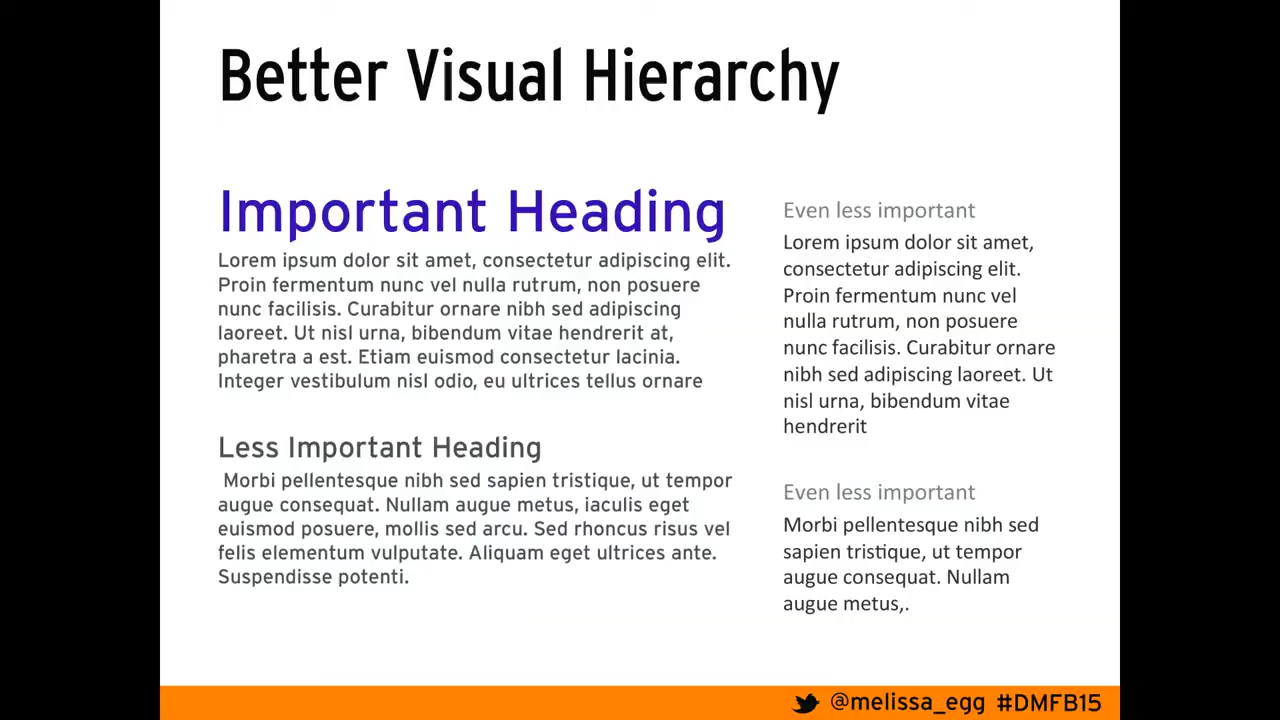 Better Visual Hierarchy
Important Heading
Lorem ipsum dolor sit amet, consectetur adipiscing elit.
Proin fermentum nunc vel nulla rutrum, non posuere
nunc facilisis. Curabitur ornare nibh sed adipiscing
laoreet. Ut nisl urna, bibendum vitae hendrerit at,
pharetra a est. Etiam euismod consectetur lacinia.
Integer vestibulum nisl odio, eu ultrices tellus ornare
Less Important Heading
Morbi pellentesque nibh sed sapien tristique, ut tempor
augue consequat. Nullam augue metus, iaculis eget
euismod posuere, mollis sed arcu. Sed rhoncus risus vel
felis elementum vulputate. Aliquam eget ultrices ante.
Suspendisse potenti.
Even less important
Lorem ipsum dolor sit amet,
consectetur adipiscing elit.
Proin fermentum nunc vel
nulla rutrum, non posuere
nunc facilisis. Curabitur ornare
nibh sed adipiscing laoreet. Ut
nisl urna, bibendum vitae
hendrerit
Even less important
Morbi pellentesque nibh sed
sapien tristique, ut tempor
augue consequat. Nullam
augue metus,.
@melissa_egg #DMFB15